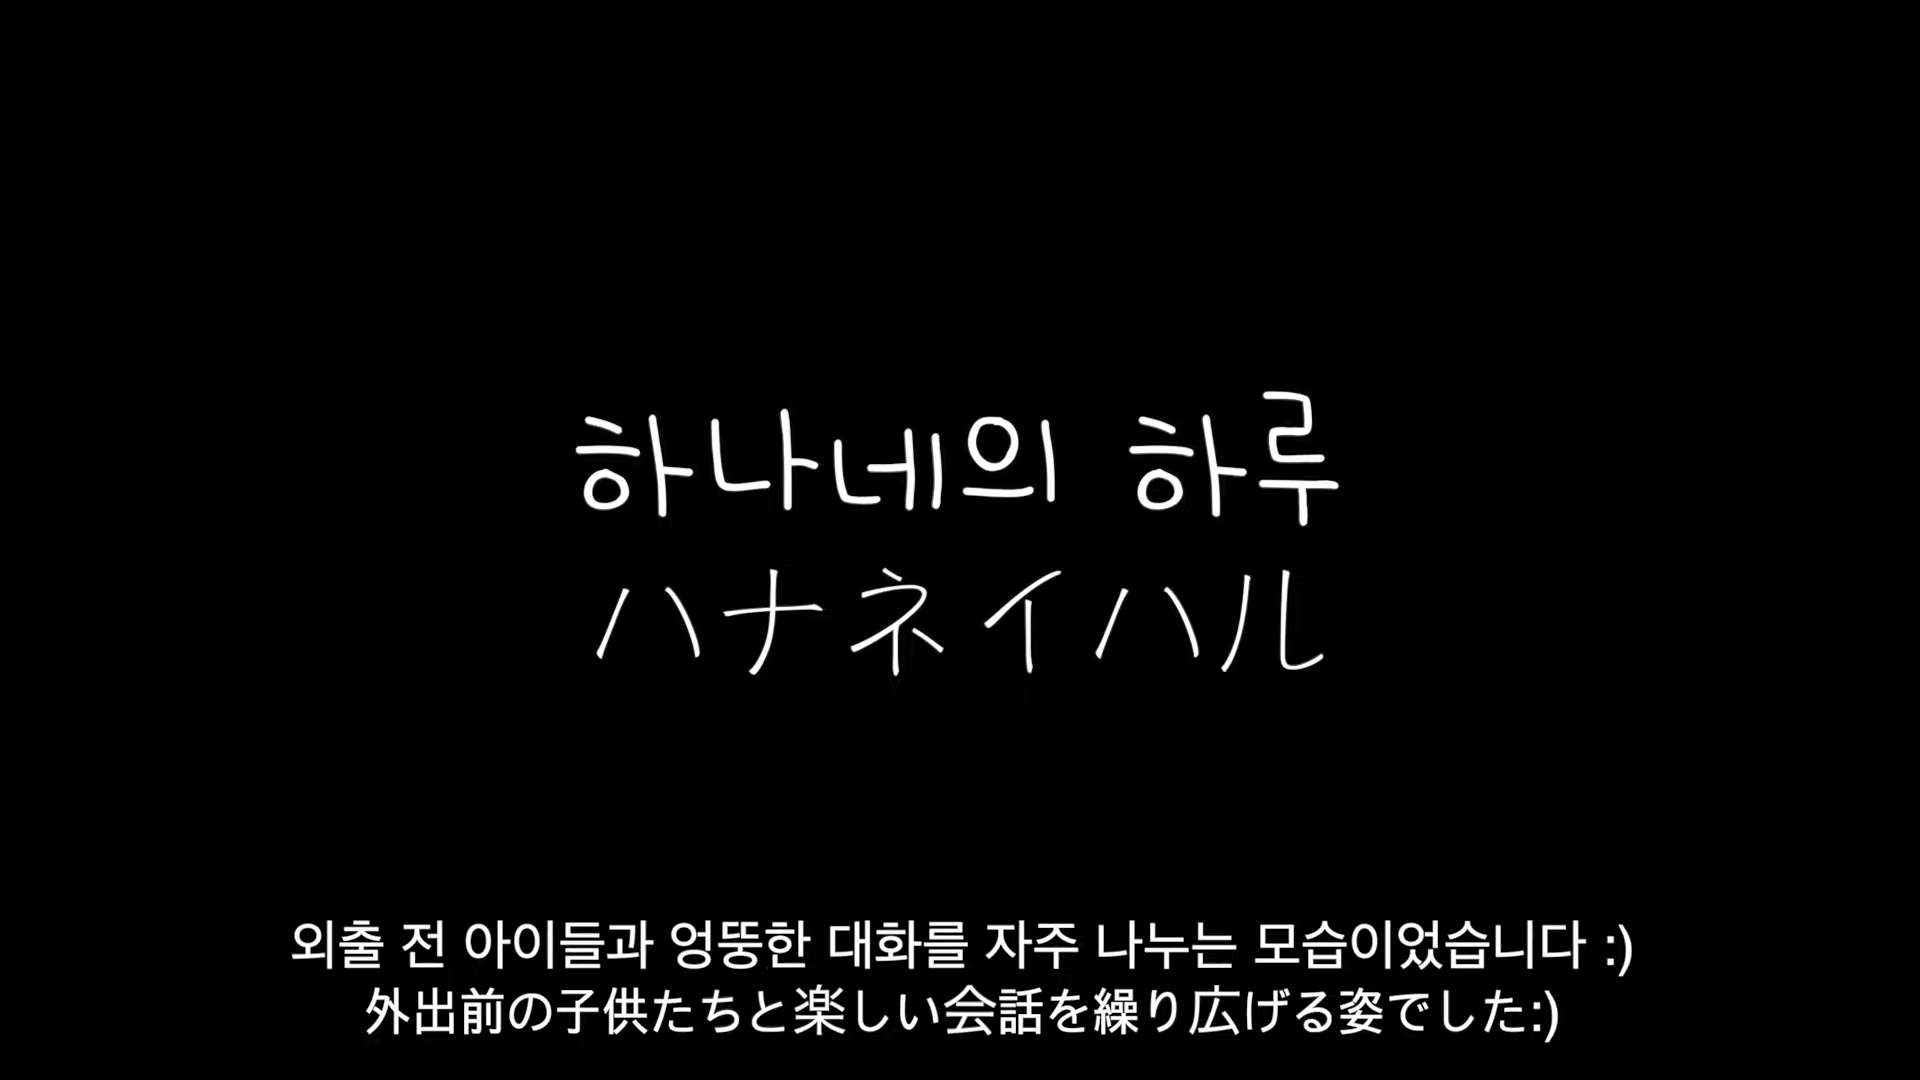 하나네의 하루
ハナネイハル
외출 전 아이들과 엉뚱한 대화를 자주 나누는 모습이었습니다 :)
外出前の子供たちと楽しい会話を繰り広げる姿でした:)